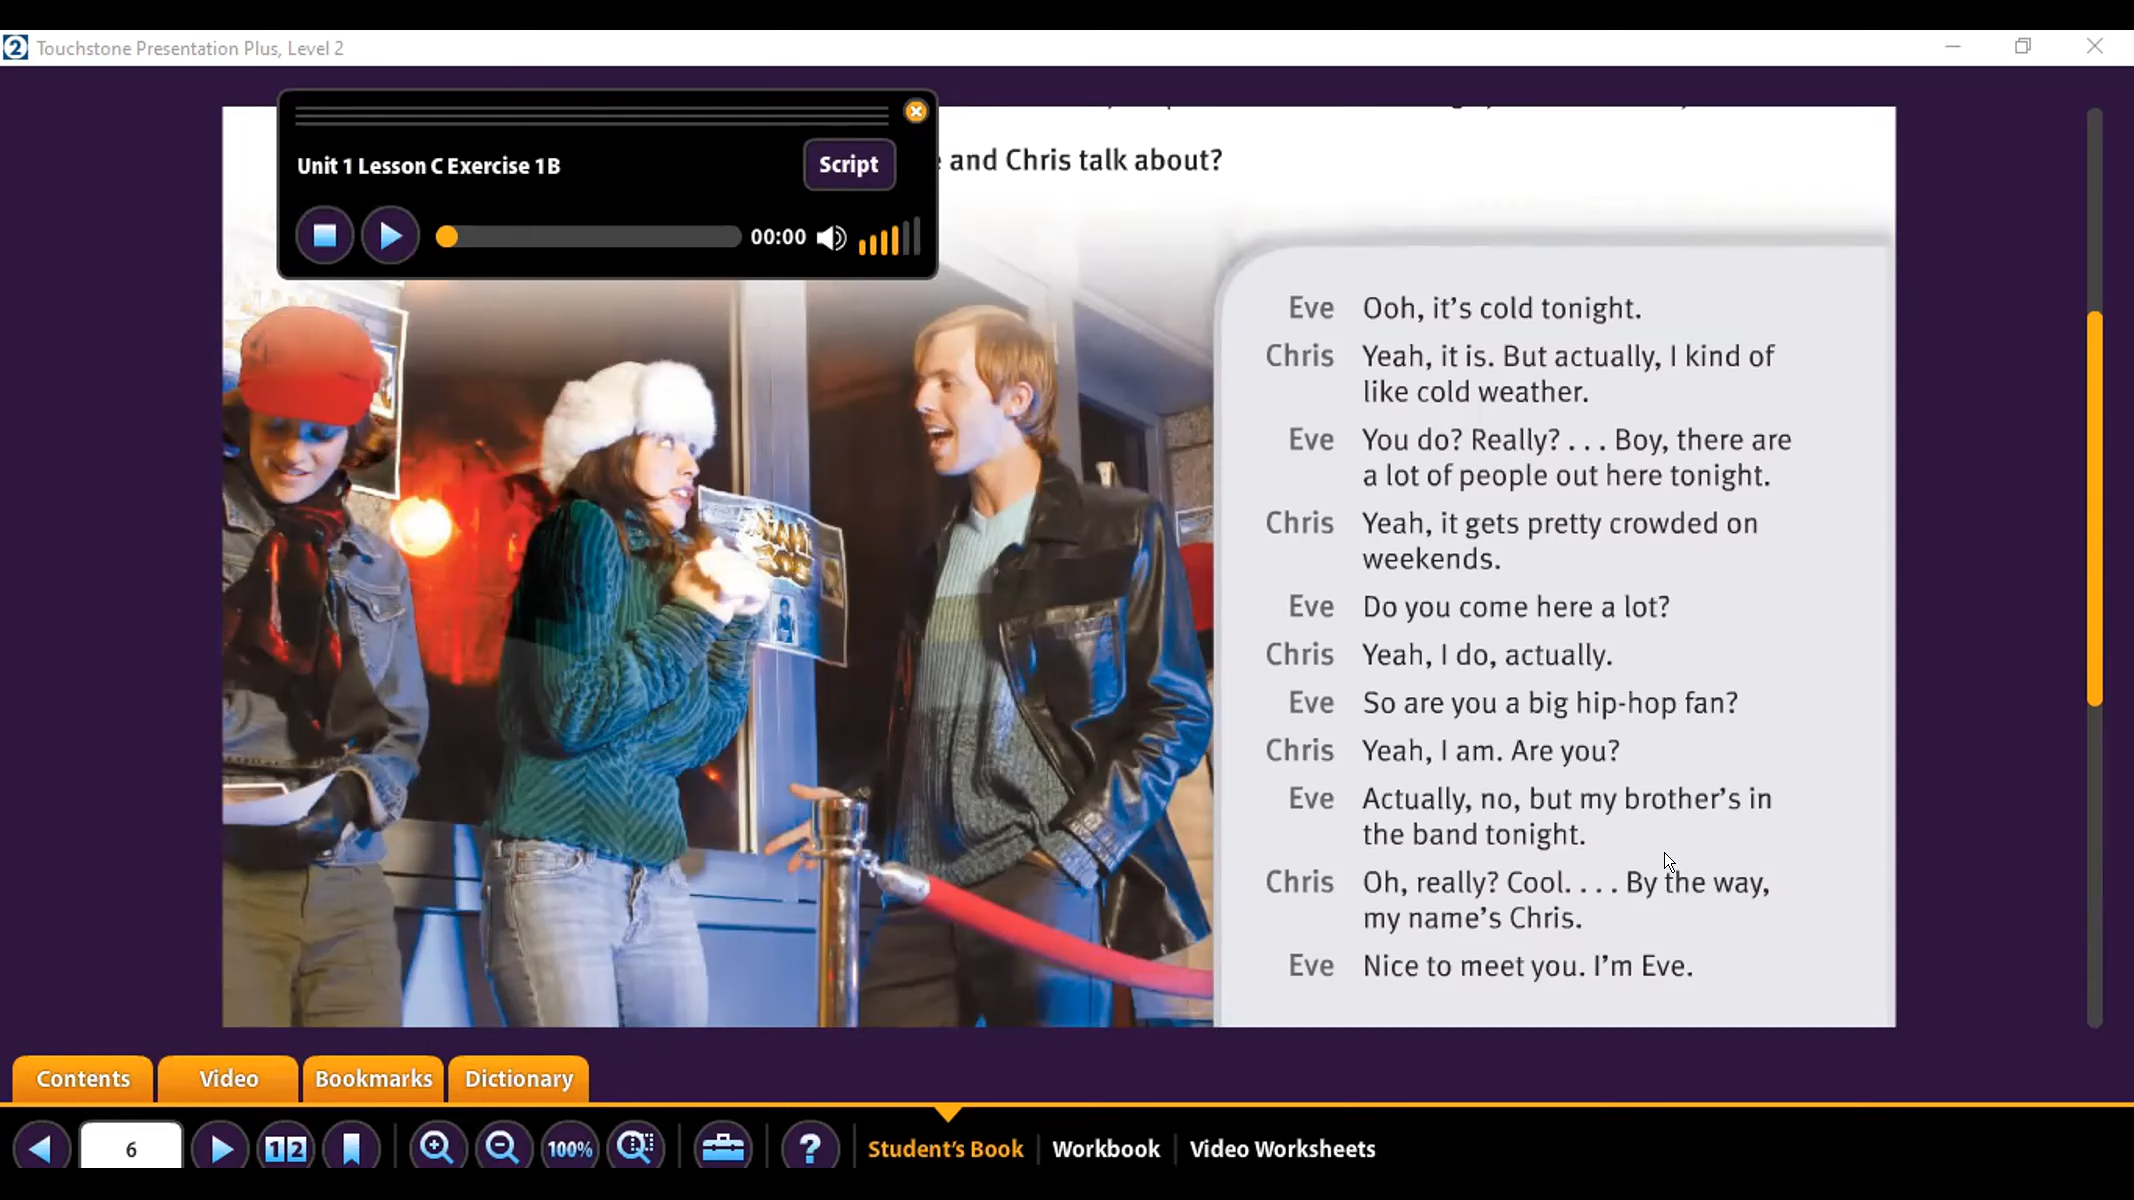 Touchstone Presentation Plus, Level 2
Unit 1 Lesson C Exercise 1B
Script
and Chris talk about?
00:00
Eve Ooh, it's cold tonight.
Chris Yeah, it is. But actually, I kind of
like cold weather.
Eve You do? Really? . . . Boy, there are
a lot of people out here tonight.
Chris Yeah, it gets pretty crowded on
weekends.
Eve Do you come here a lot?
Chris Yeah, I do, actually.
Eve So are you a big hip-hop fan?
Chris Yeah, I am. Are you?
Eve Actually, no, but my brother's in
the band tonight.
Chris Oh, really? Cool. . . . By the way,
my name's Chris.
Eve Nice to meet you. I'm Eve.
Contents Video Bookmarks Dictionary
6 1 2 100% ? Student's Book Workbook Video Worksheets